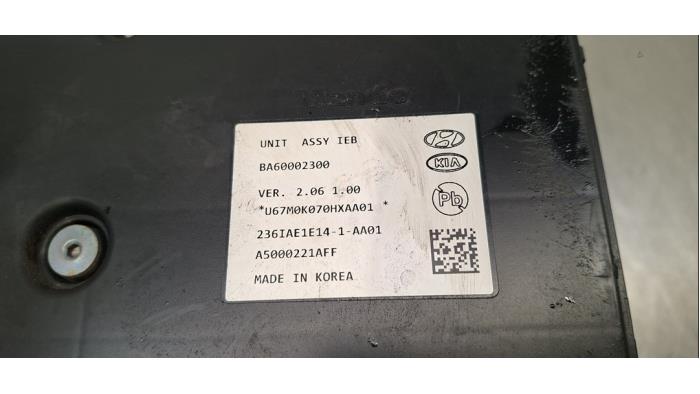 UNIT ASSY IEB
BA60002300
KIA
VER. 2.06 1.00
*U67M0K070HXAA01 *
Pb
236IAE1E14-1-AA01
A5000221AFF
MADE IN KOREA